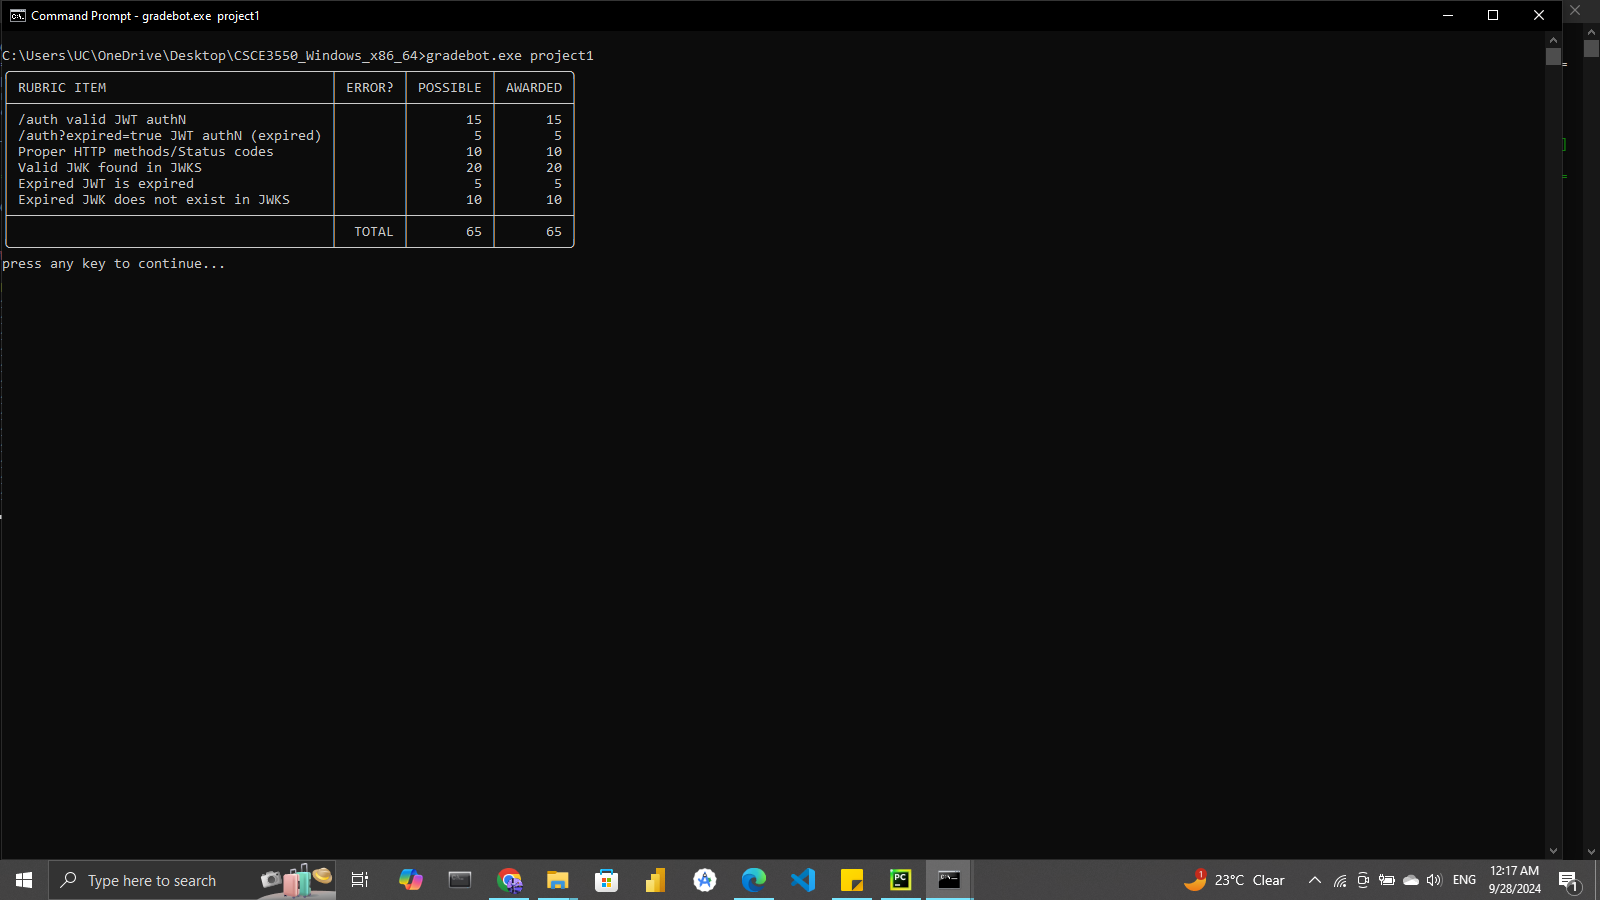 Command Prompt - gradebot.exe  project1
C:\Users\UC\OneDrive\Desktop\CSCE3550_Windows_x86_64>gradebot.exe project1
RUBRIC ITEM ERROR? POSSIBLE AWARDED
/auth valid JWT authN 15 15
/auth?expired=true JWT authN (expired) 5 5
Proper HTTP methods/Status codes 10 10
Valid JWK found in JWKS 20 20
Expired JWT is expired 5 5
Expired JWK does not exist in JWKS 10 10
TOTAL 65 65
press any key to continue...
Type here to search
1
23°C Clear
ENG
12:17 AM
9/28/2024
1